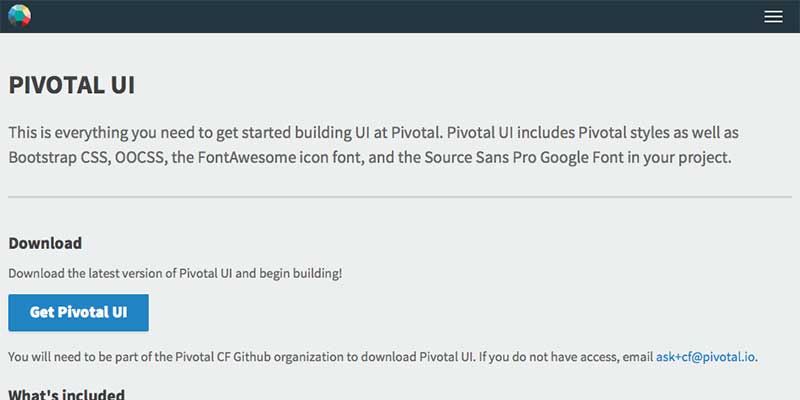 PIVOTAL UI
This is everything you need to get started building UI at Pivotal. Pivotal UI includes Pivotal styles as well as
Bootstrap CSS, OOCSS, the FontAwesome icon font, and the Source Sans Pro Google Font in your project.
Download
Download the latest version of Pivotal UI and begin building!
Get Pivotal UI
You will need to be part of the Pivotal CF Github organization to download Pivotal UI. If you do not have access, email ask+cf@pivotal.io.
What's included